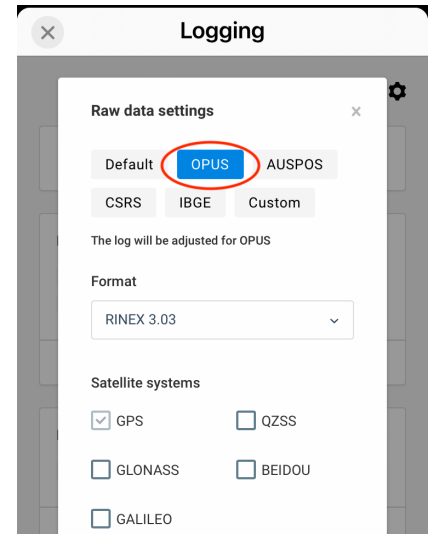 Logging
Raw data settings
Default OPUS AUSPOS
CSRS IBGE Custom
The log will be adjusted for OPUS
Format
RINEX 3.03
Satellite systems
GPS QZSS
GLONASS BEIDOU
GALILEO